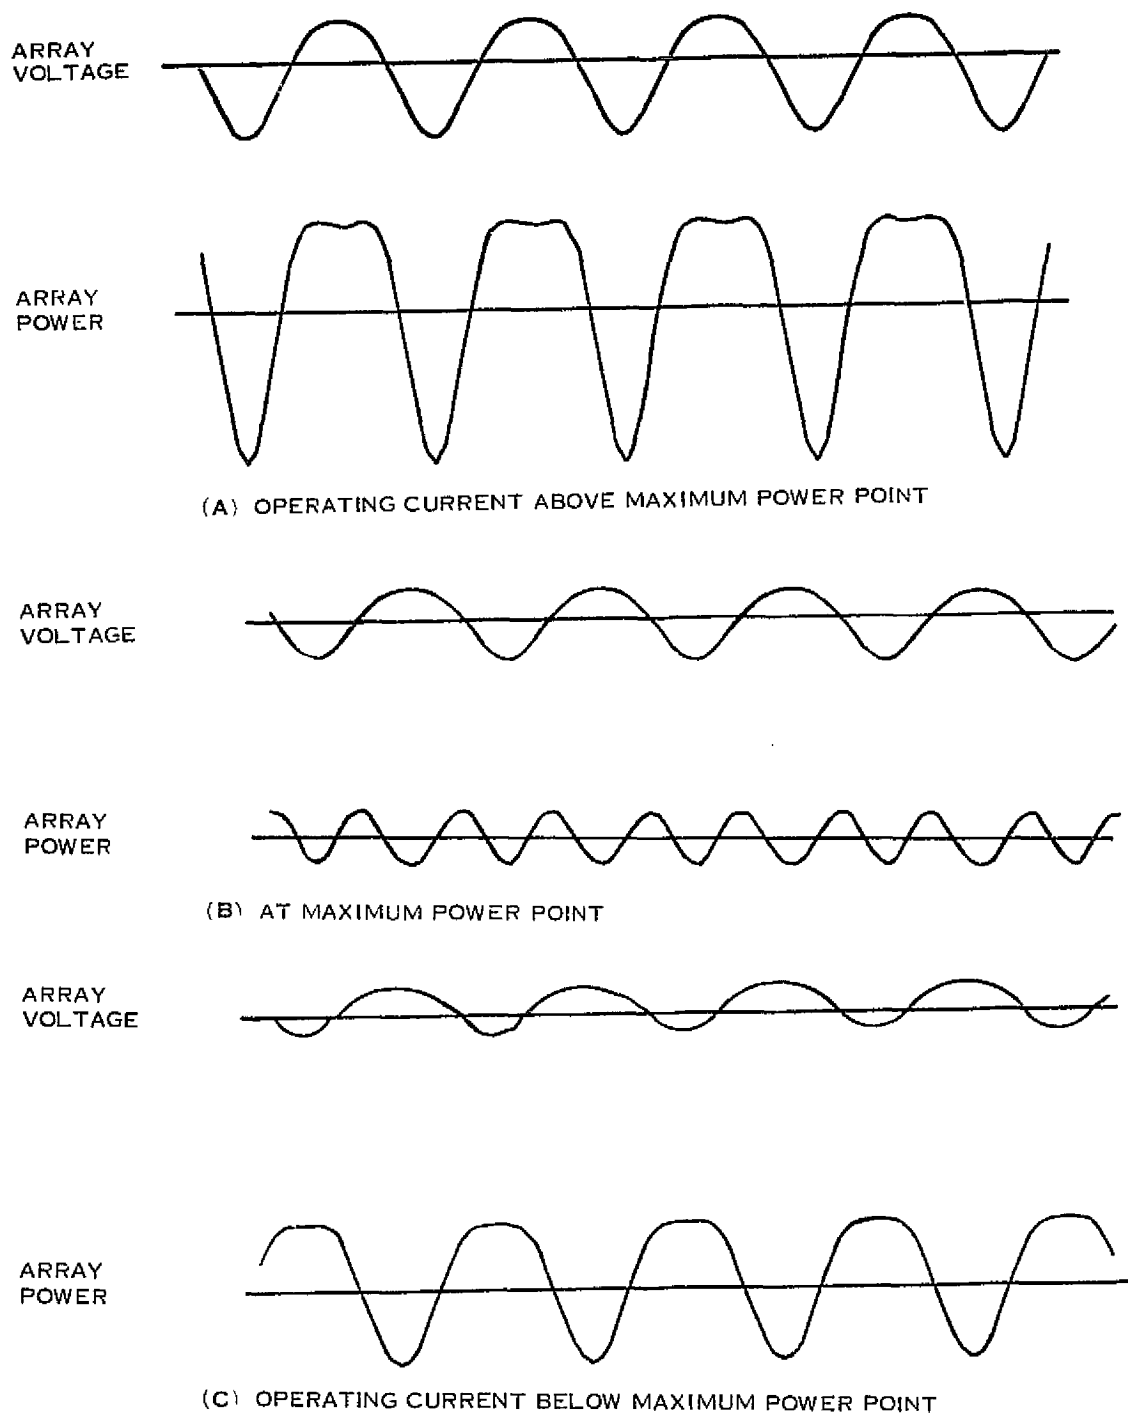 ARRAY
VOLTAGE
ARRAY
POWER
(A) OPERATING CURRENT ABOVE MAXIMUM POWER POINT
ARRAY
VOLTAGE
ARRAY
POWER
(B) AT MAXIMUM POWER POINT
ARRAY
VOLTAGE
ARRAY
POWER
(C) OPERATING CURRENT BELOW MAXIMUM POWER POINT